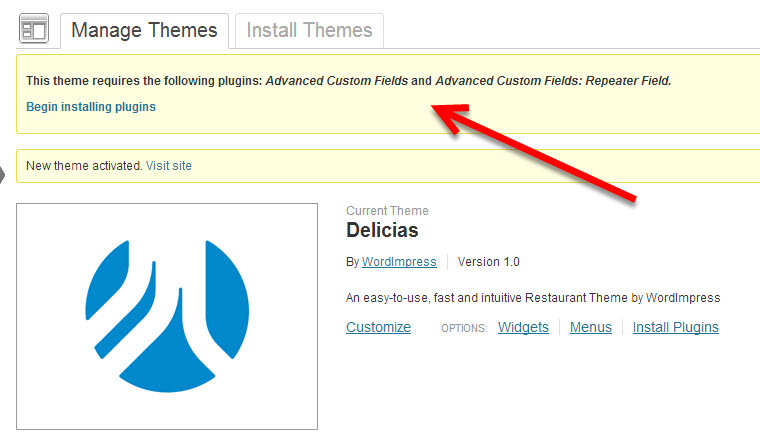 Manage Themes Install Themes
This theme requires the following plugins: Advanced Custom Fields and Advanced Custom Fields: Repeater Field.
Begin installing plugins
New theme activated. Visit site
Current Theme
Delicias
By WordImpress Version 1.0
An easy-to-use, fast and intuitive Restaurant Theme by WordImpress
Customize OPTIONS: Widgets Menus Install Plugins